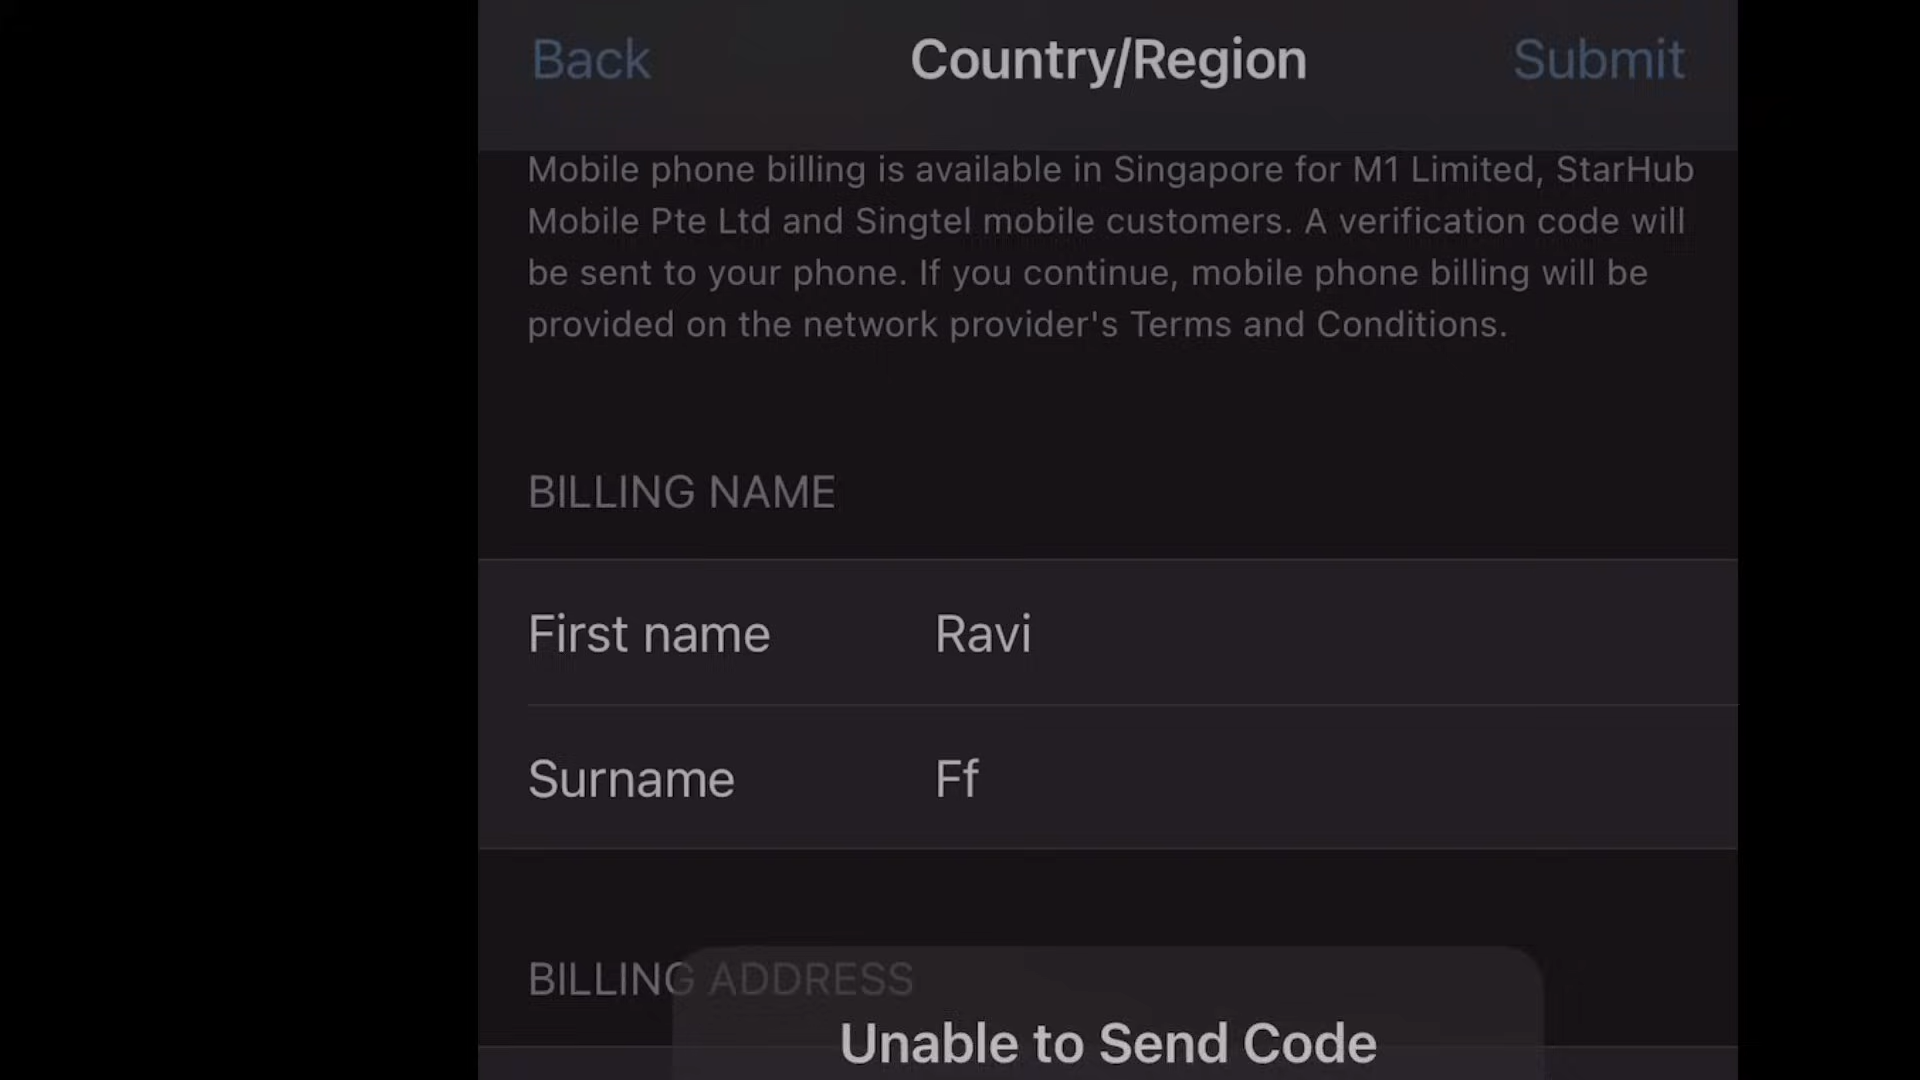 Back Country/Region Submit
Mobile phone billing is available in Singapore for M1 Limited, StarHub
Mobile Pte Ltd and Singtel mobile customers. A verification code will
be sent to your phone. If you continue, mobile phone billing will be
provided on the network provider's Terms and Conditions.
BILLING NAME
First name Ravi
Surname Ff
BILLING ADDRESS
Unable to Send Code